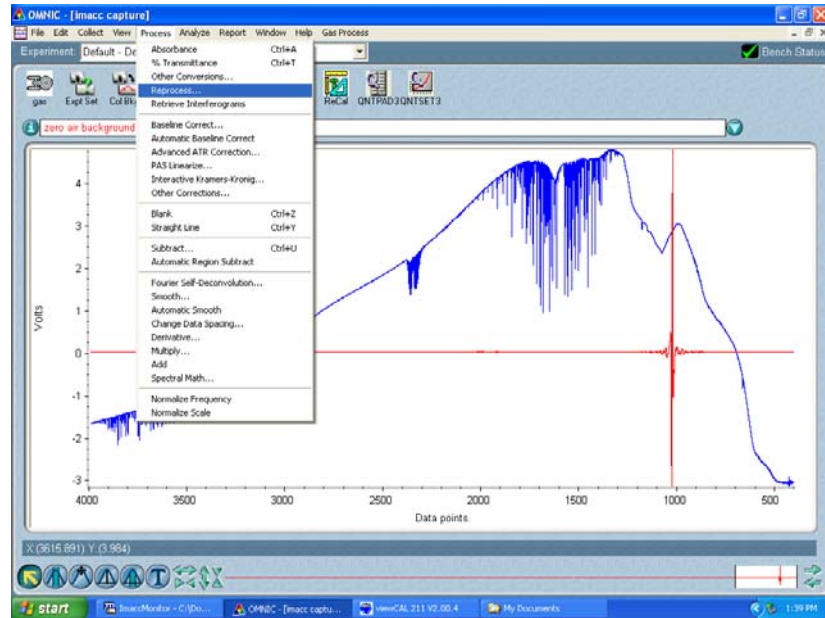 OMNIC - [imacc capture]
File Edit Collect View Process Analyze Report Window Help Gas Process
Experiment: Default - De
Bench Status
gas Expt Set Col Bk ReCal QNTPAD3 QNTSET3
zero air background
Absorbance Ctrl+A
% Transmittance Ctrl+T
Other Conversions...
Reprocess...
Retrieve Interferograms
Baseline Correct...
Automatic Baseline Correct
Advanced ATR Correction...
PAS Linearize...
Interactive Kramers-Kronig...
Other Corrections...
Blank Ctrl+Z
Straight Line Ctrl+Y
Subtract... Ctrl+U
Automatic Region Subtract
Fourier Self-Deconvolution...
Smooth...
Automatic Smooth
Change Data Spacing...
Derivative...
Multiply...
Add
Spectral Math...
Normalize Frequency
Normalize Scale
4
3
2
1
0
-1
-2
-3
Volts
4000 3500 3000 2500 2000 1500 1000 500
Data points
X:(3615.891) Y:(3.984)
T
start ImaccMonitor - C:\Do... OMNIC - [imacc captu... viewCAL 211 V2.00.4 My Documents 1:39 PM